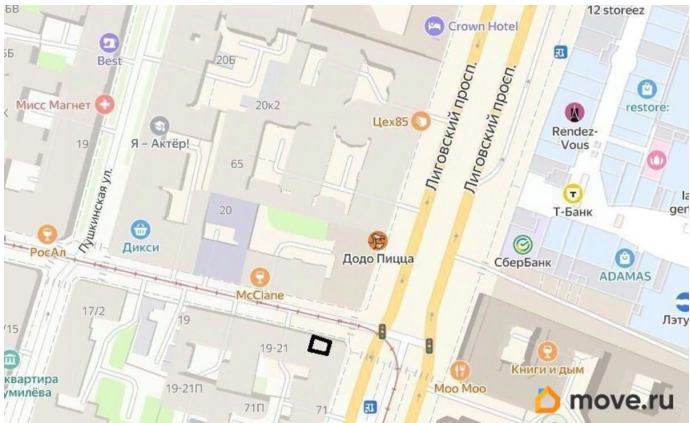 12 storeez
5В
Crown Hotel
Best
20Б
restore:
Мисс Магнет
20к2
Цех85
Rendez-
Vous
19
Я – Актёр!
65
Лиговский просп.
Лиговский просп.
Пушкинская ул.
Т-Банк
20
РосАл
Дикси
Додо Пицца
СберБанк
ADAMAS
McClane
17/2
19
Лэту
/15
19-21
Книги и дым
Moo Moo
квартира
умилёва
19-21П
71П
71
move.ru